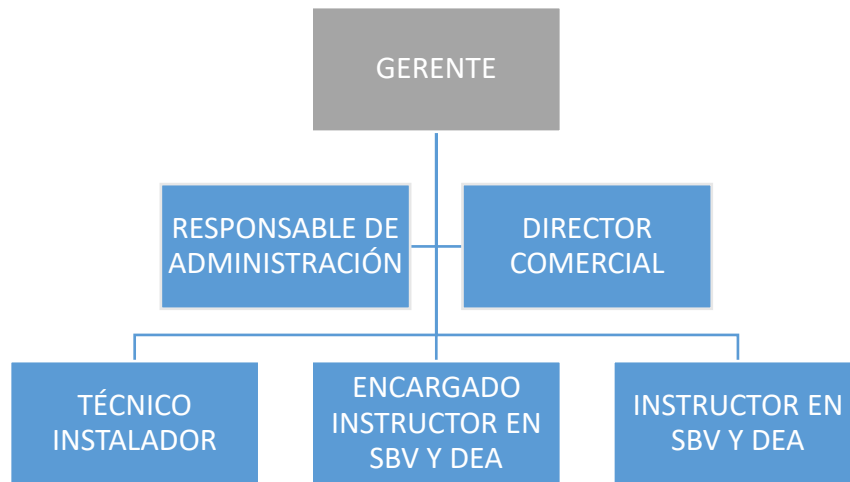 GERENTE
RESPONSABLE DE
ADMINISTRACIÓN
DIRECTOR
COMERCIAL
TÉCNICO
INSTALADOR
ENCARGADO
INSTRUCTOR EN
SBV Y DEA
INSTRUCTOR EN
SBV Y DEA